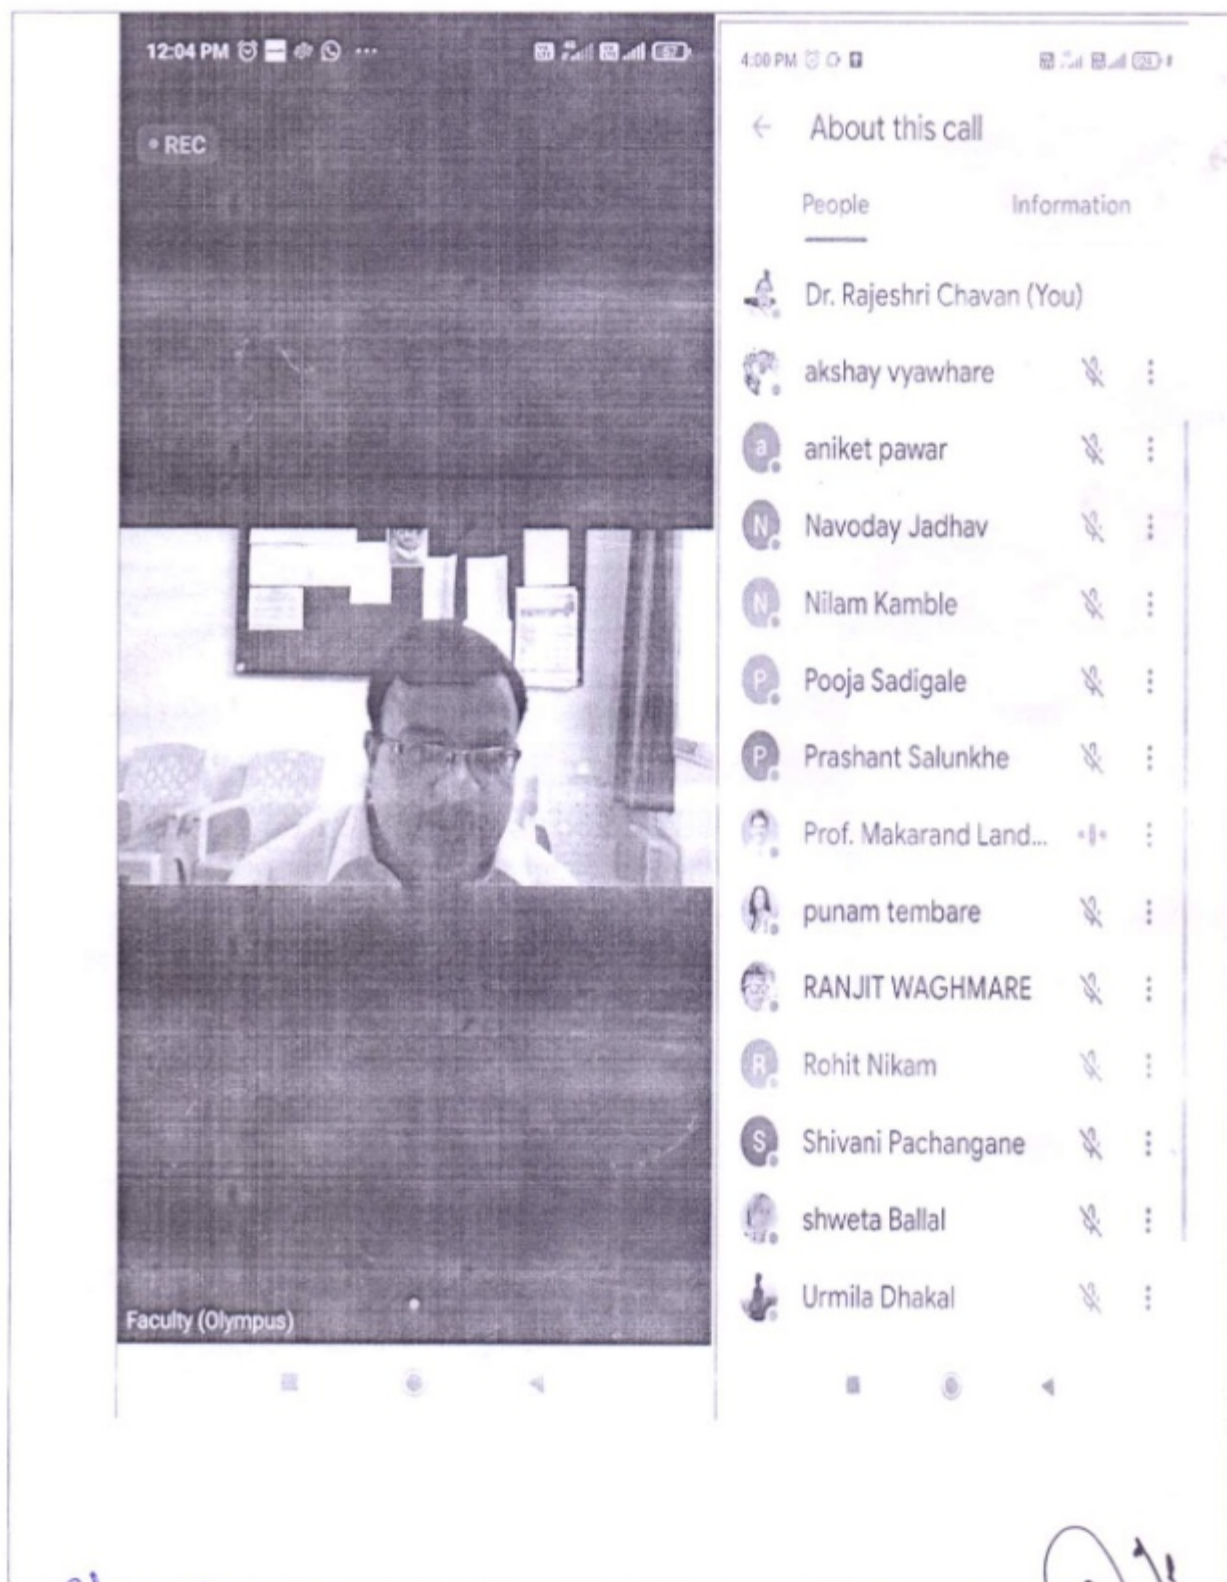 12:04 PM
REC
Faculty (Olympus)
4:00 PM
About this call
People Information
Dr. Rajeshri Chavan (You)
akshay vyawhare
a aniket pawar
N Navoday Jadhav
N Nilam Kamble
P Pooja Sadigale
P Prashant Salunkhe
Prof. Makarand Land...
punam tembare
RANJIT WAGHMARE
R Rohit Nikam
S Shivani Pachangane
shweta Ballal
Urmila Dhakal